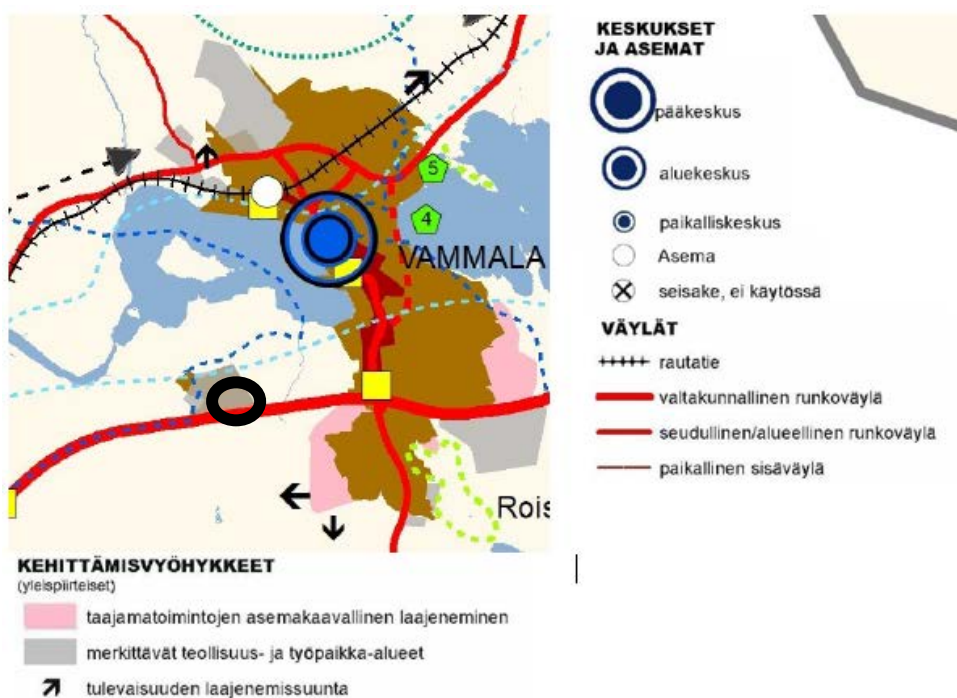 5
4
VAMMALA
Rois
KESKUKSET
JA ASEMAT
pääkeskus
aluekeskus
paikalliskeskus
Asema
seisake, ei käytössä
VÄYLÄT
rautatie
valtakunnallinen runkoväylä
seudullinen/alueellinen runkoväylä
paikallinen sisäväylä
KEHITTÄMISVYÖHYKKEET
(yleispiirteiset)
taajamatoimintojen asemakaavallinen laajeneminen
merkittävät teollisuus- ja työpaikka-alueet
tulevaisuuden laajenemissuunta